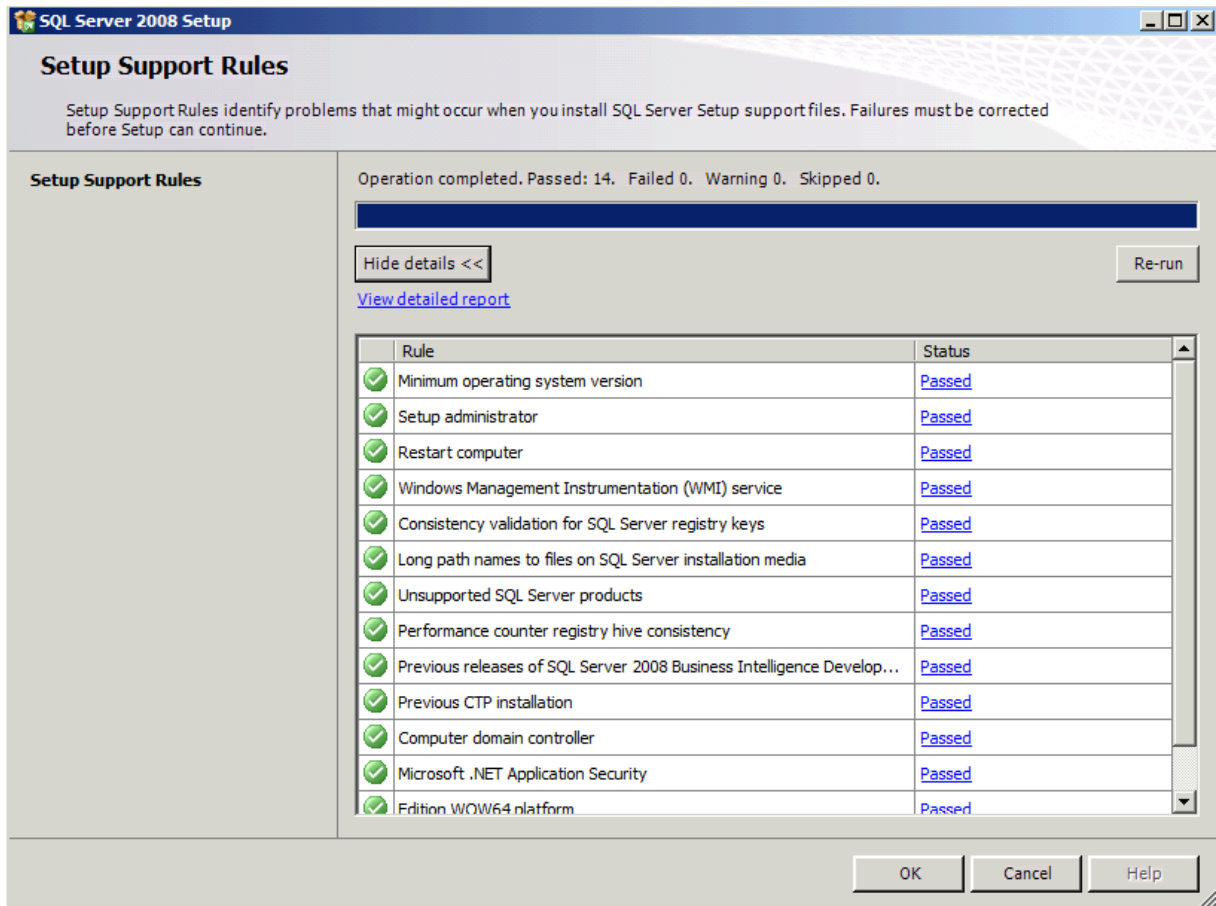 SQL Server 2008 Setup
Setup Support Rules
Setup Support Rules identify problems that might occur when you install SQL Server Setup support files. Failures must be corrected
before Setup can continue.
Setup Support Rules
Operation completed. Passed: 14. Failed 0. Warning 0. Skipped 0.
Hide details <<
Re-run
View detailed report
Rule Status
Minimum operating system version Passed
Setup administrator Passed
Restart computer Passed
Windows Management Instrumentation (WMI) service Passed
Consistency validation for SQL Server registry keys Passed
Long path names to files on SQL Server installation media Passed
Unsupported SQL Server products Passed
Performance counter registry hive consistency Passed
Previous releases of SQL Server 2008 Business Intelligence Develop... Passed
Previous CTP installation Passed
Computer domain controller Passed
Microsoft .NET Application Security Passed
Edition WOW64 platform Passed
OK Cancel Help